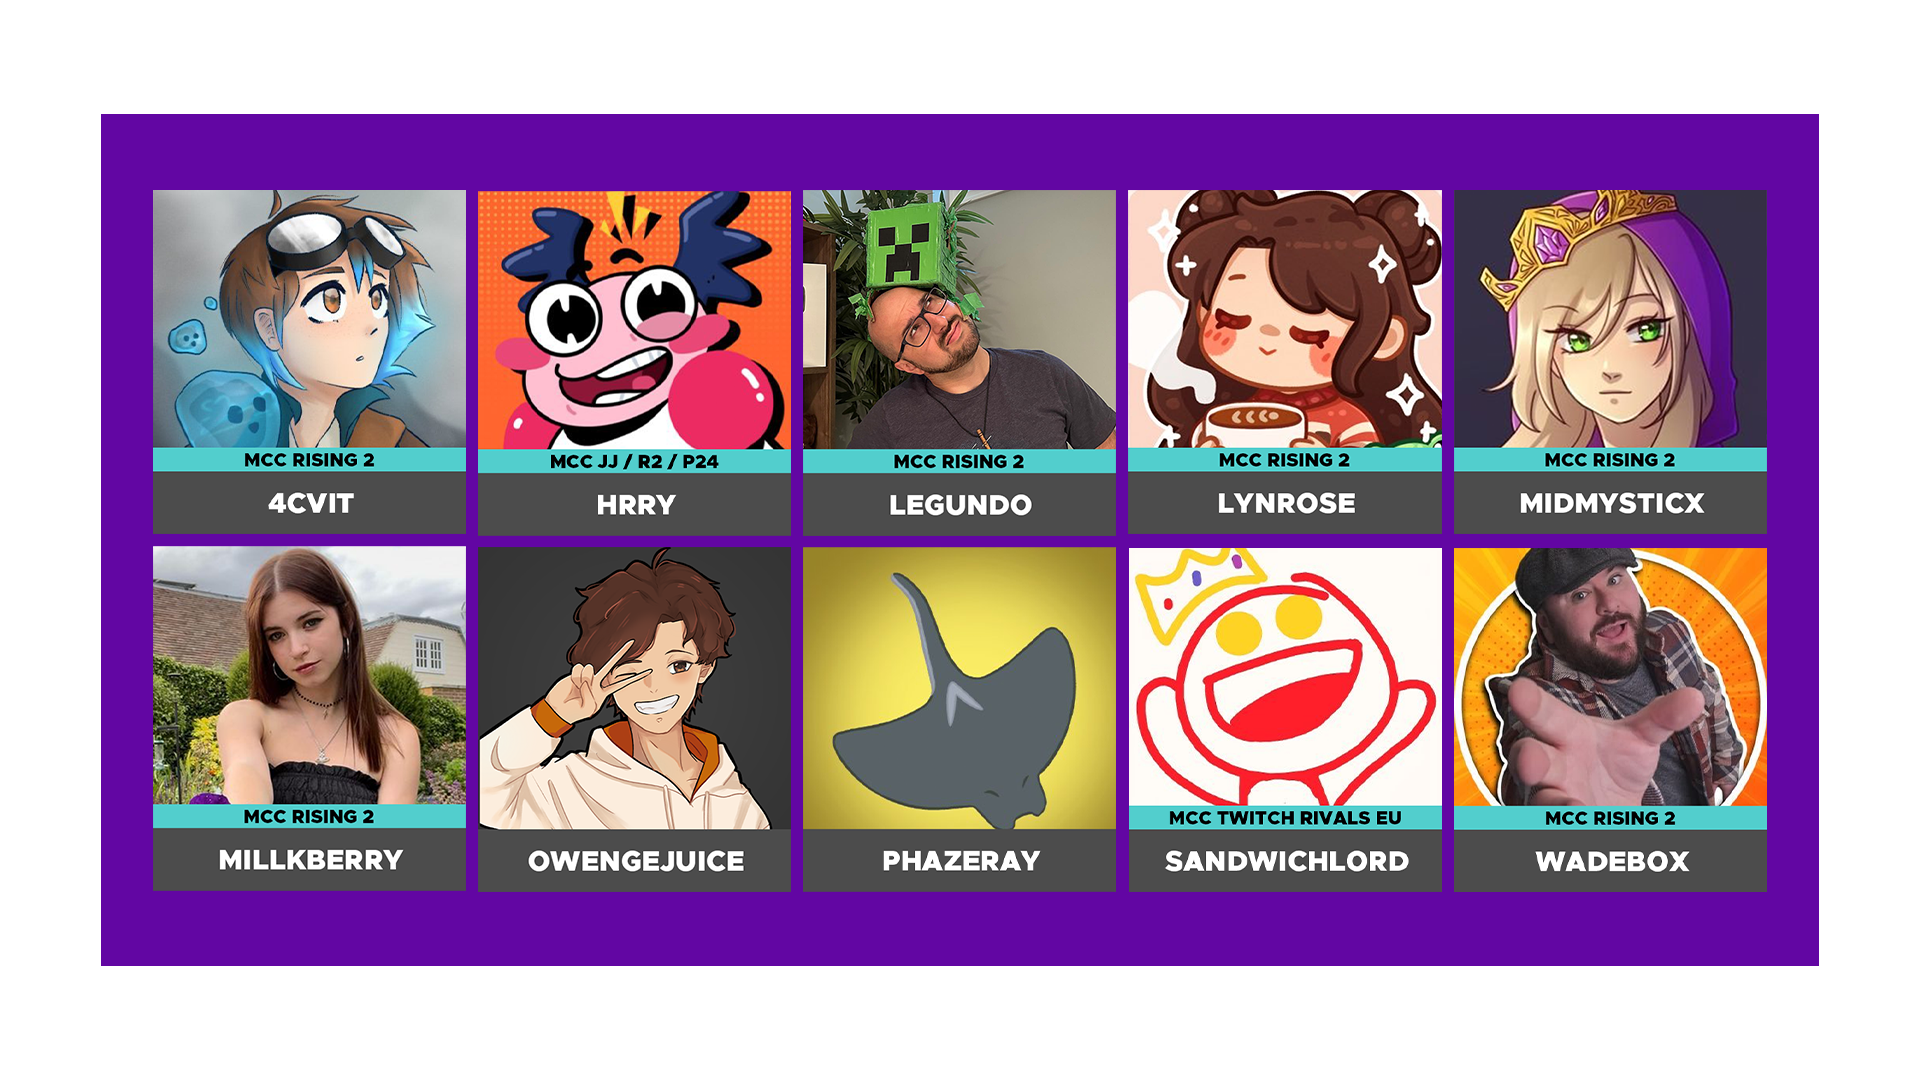 MCC RISING 2
4CVIT
MCC JJ / R2 / P24
HRRY
MCC RISING 2
LEGUNDO
MCC RISING 2
LYNROSE
MCC RISING 2
MIDMYSTICX
MCC RISING 2
MILLKBERRY
OWENGEJUICE
PHAZERAY
MCC TWITCH RIVALS EU
SANDWICHLORD
MCC RISING 2
WADEBOX